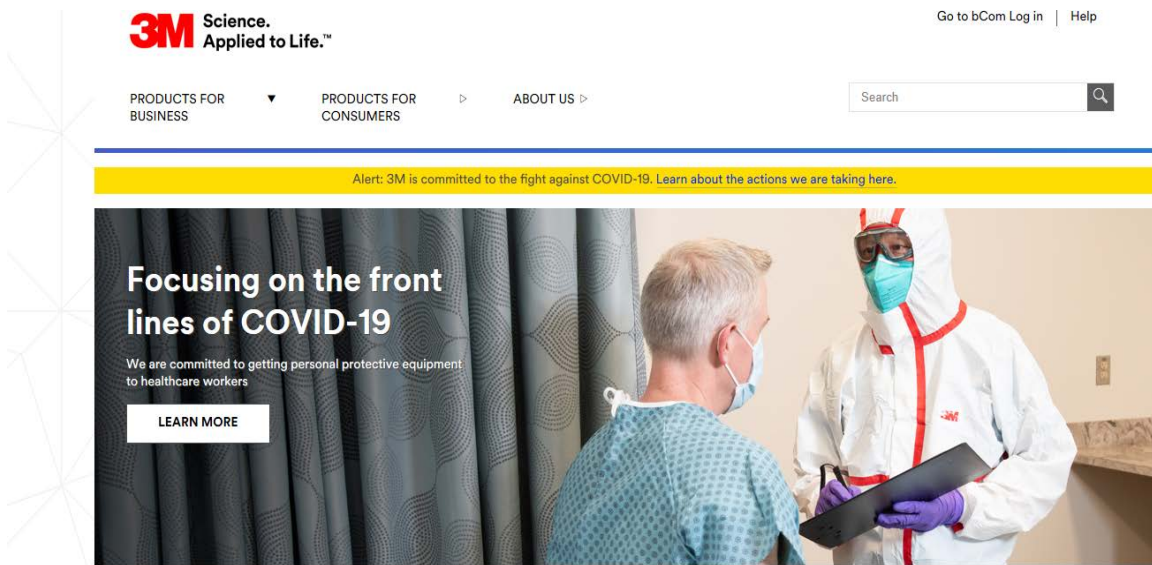 3M Science.
Applied to Life.™
Go to bCom Log in | Help
PRODUCTS FOR
BUSINESS
PRODUCTS FOR
CONSUMERS
ABOUT US
Search
Alert: 3M is committed to the fight against COVID-19. Learn about the actions we are taking here.
Focusing on the front
lines of COVID-19
We are committed to getting personal protective equipment
to healthcare workers
LEARN MORE
3M